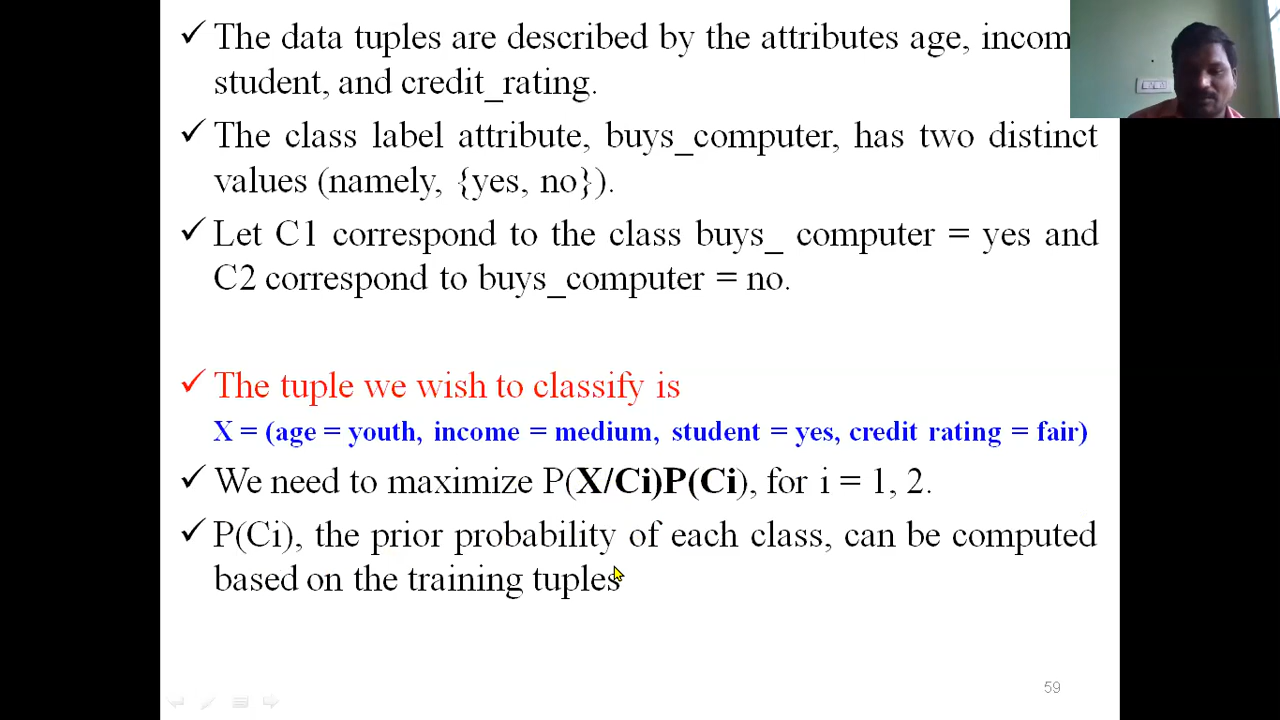 ✓ The data tuples are described by the attributes age, incom
student, and credit_rating.
✓ The class label attribute, buys_computer, has two distinct
values (namely, {yes, no}).
✓ Let C1 correspond to the class buys_ computer = yes and
C2 correspond to buys_computer = no.
✓ The tuple we wish to classify is
X = (age = youth, income = medium, student = yes, credit rating = fair)
✓ We need to maximize P(X/Ci)P(Ci), for i = 1, 2.
✓ P(Ci), the prior probability of each class, can be computed
based on the training tuples
59